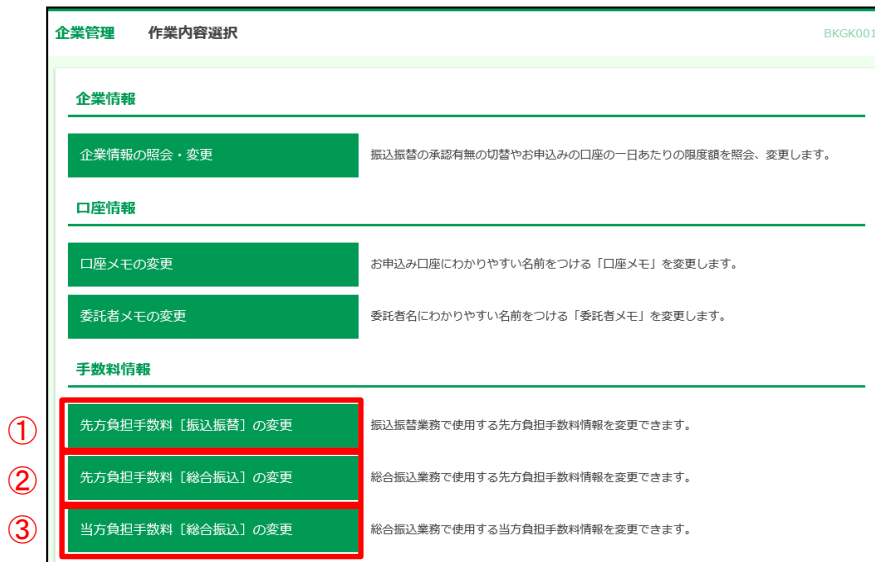 企業管理 作業内容選択 BKGK001
企業情報
企業情報の照会・変更 振込振替の承認有無の切替やお申込みの口座の一日あたりの限度額を照会、変更します。
口座情報
口座メモの変更 お申込み口座にわかりやすい名前をつける「口座メモ」を変更します。
委託者メモの変更 委託者名にわかりやすい名前をつける「委託者メモ」を変更します。
手数料情報
① 先方負担手数料［振込振替］の変更 振込振替業務で使用する先方負担手数料情報を変更できます。
② 先方負担手数料［総合振込］の変更 総合振込業務で使用する先方負担手数料情報を変更できます。
③ 当方負担手数料［総合振込］の変更 総合振込業務で使用する当方負担手数料情報を変更できます。